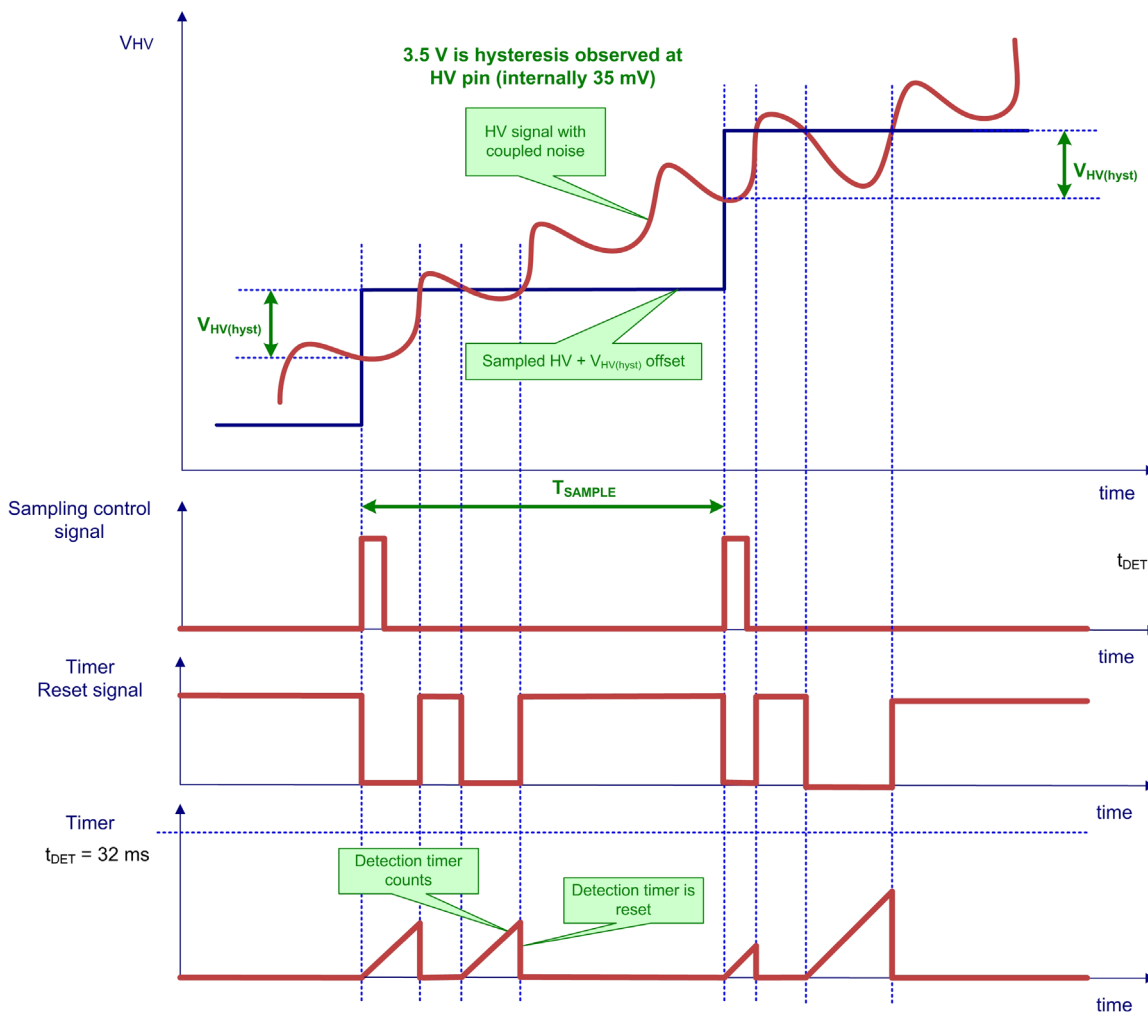 VHV
3.5 V is hysteresis observed at
HV pin (internally 35 mV)
HV signal with
coupled noise
VHV(hyst)
VHV(hyst)
Sampled HV + VHV(hyst) offset
time
Sampling control
signal
TSAMPLE
tDET
time
Timer
Reset signal
time
Timer
tDET = 32 ms
Detection timer
counts
Detection timer is
reset
time